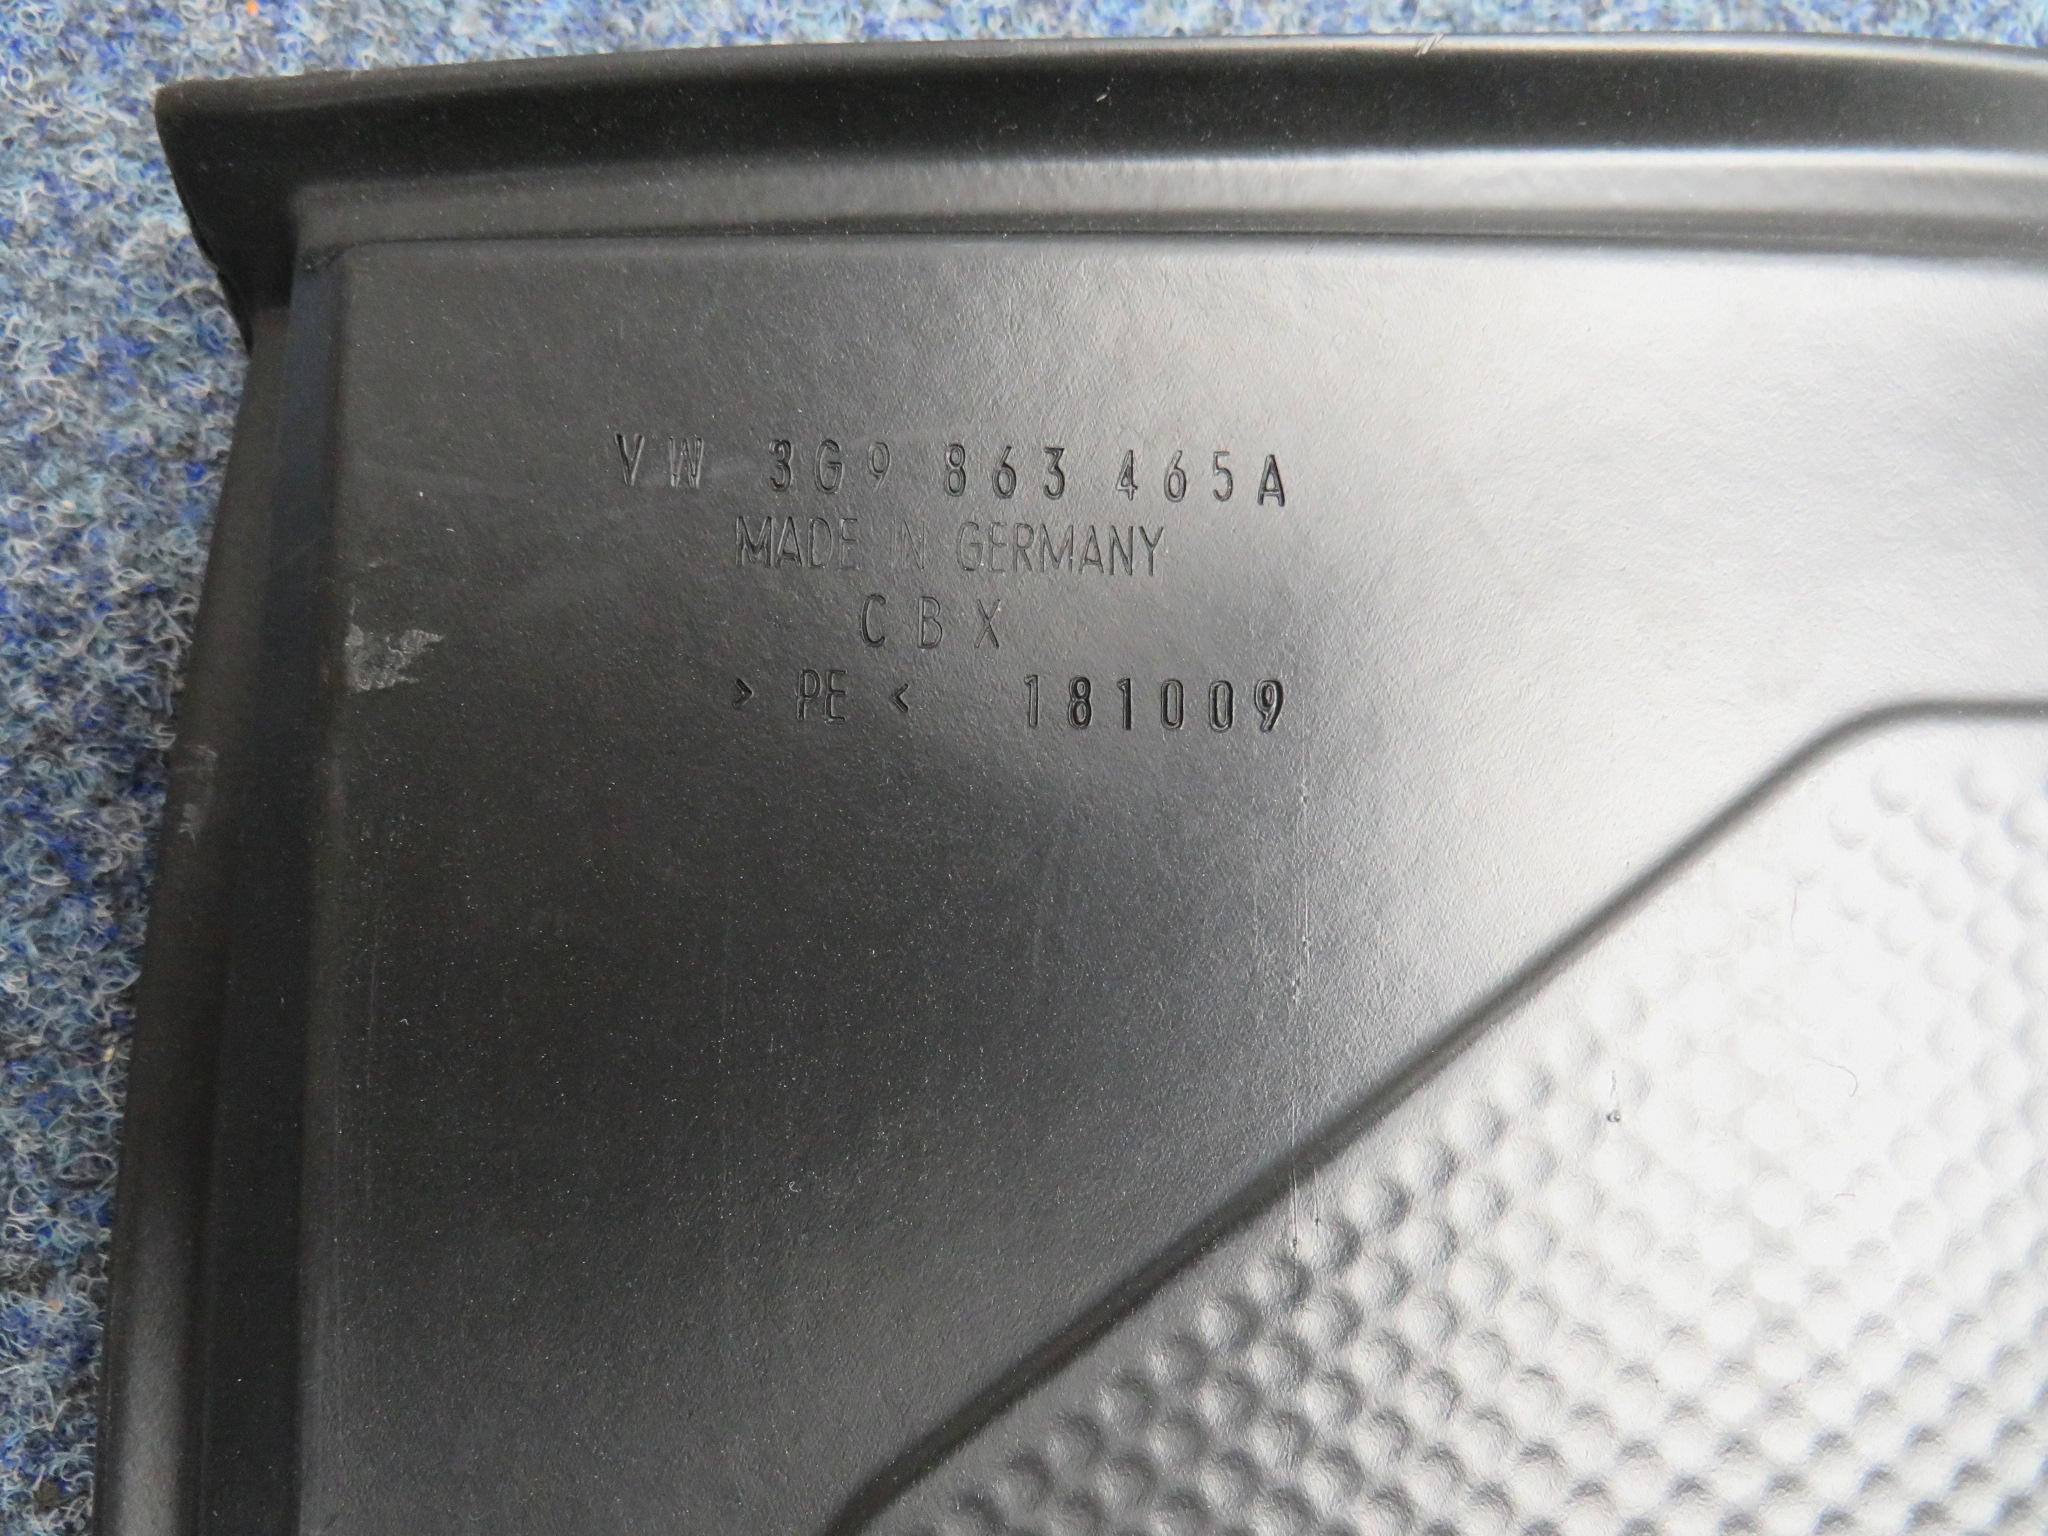 VW 3G9 863 465A
MADE IN GERMANY
CBX
> PE < 181009